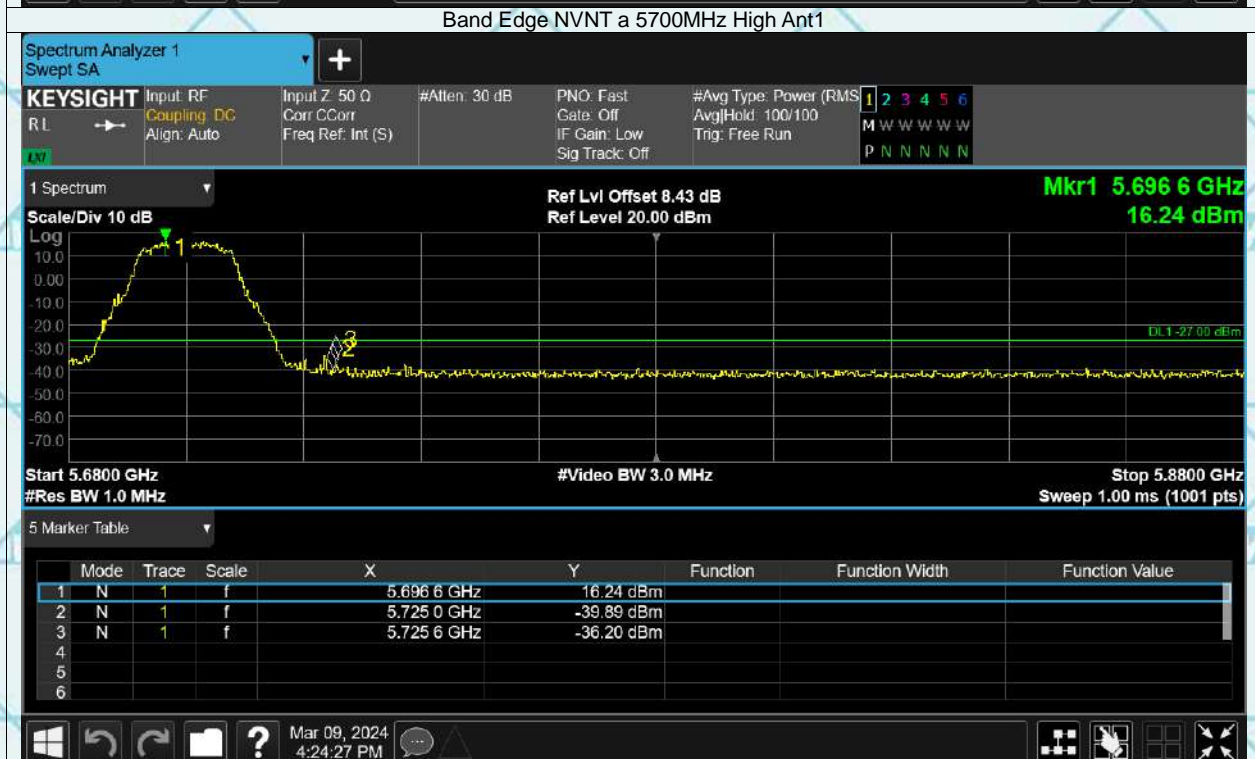 Band Edge NVNT a 5700MHz High Ant1
Spectrum Analyzer 1
Swept SA
+
KEYSIGHT
RL
LXI
Input: RF
Coupling: DC
Align: Auto
Input Z: 50 Ω
Corr CCorr
Freq Ref: Int (S)
#Atten: 30 dB
PNO: Fast
Gate: Off
IF Gain: Low
Sig Track: Off
#Avg Type: Power (RMS
Avg|Hold: 100/100
Trig: Free Run
1 2 3 4 5 6
M W W W W W
P N N N N N
1 Spectrum
Scale/Div 10 dB
Ref Lvl Offset 8.43 dB
Ref Level 20.00 dBm
Mkr1 5.696 6 GHz
16.24 dBm
Log
10.0
0.00
-10.0
-20.0
-30.0
-40.0
-50.0
-60.0
-70.0
1
3
2
DL1 -27.00 dBm
Start 5.6800 GHz
#Video BW 3.0 MHz
Stop 5.8800 GHz
#Res BW 1.0 MHz
Sweep 1.00 ms (1001 pts)
5 Marker Table
Mode Trace Scale X Y Function Function Width Function Value
1 N 1 f 5.696 6 GHz 16.24 dBm
2 N 1 f 5.725 0 GHz -39.89 dBm
3 N 1 f 5.725 6 GHz -36.20 dBm
4
5
6
?
Mar 09, 2024
4:24:27 PM